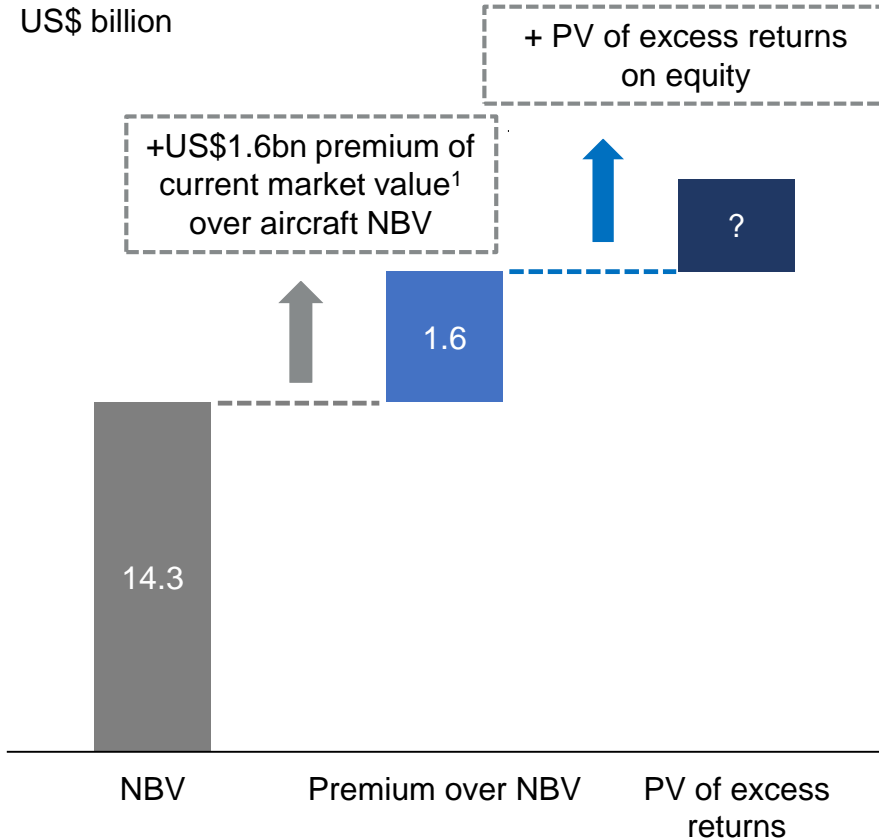 US$ billion
+ PV of excess returns
on equity
+US$1.6bn premium of
current market value¹
over aircraft NBV
?
1.6
14.3
NBV
Premium over NBV
PV of excess
returns